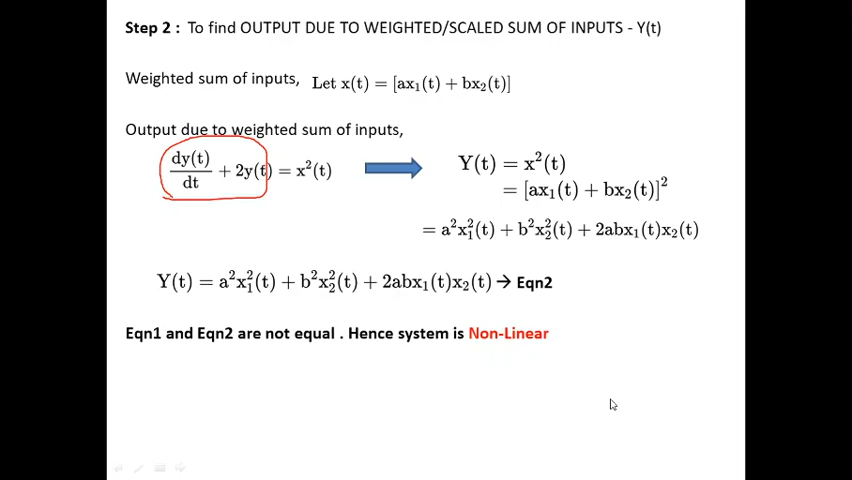 Step 2 : To find OUTPUT DUE TO WEIGHTED/SCALED SUM OF INPUTS - Y(t)
Weighted sum of inputs, Let x(t) = [ax₁(t) + bx₂(t)]
Output due to weighted sum of inputs,
dy(t)/dt + 2y(t) = x²(t)
Y(t) = x²(t)
= [ax₁(t) + bx₂(t)]²
= a²x₁²(t) + b²x₂²(t) + 2abx₁(t)x₂(t)
Y(t) = a²x₁²(t) + b²x₂²(t) + 2abx₁(t)x₂(t) → Eqn2
Eqn1 and Eqn2 are not equal . Hence system is Non-Linear